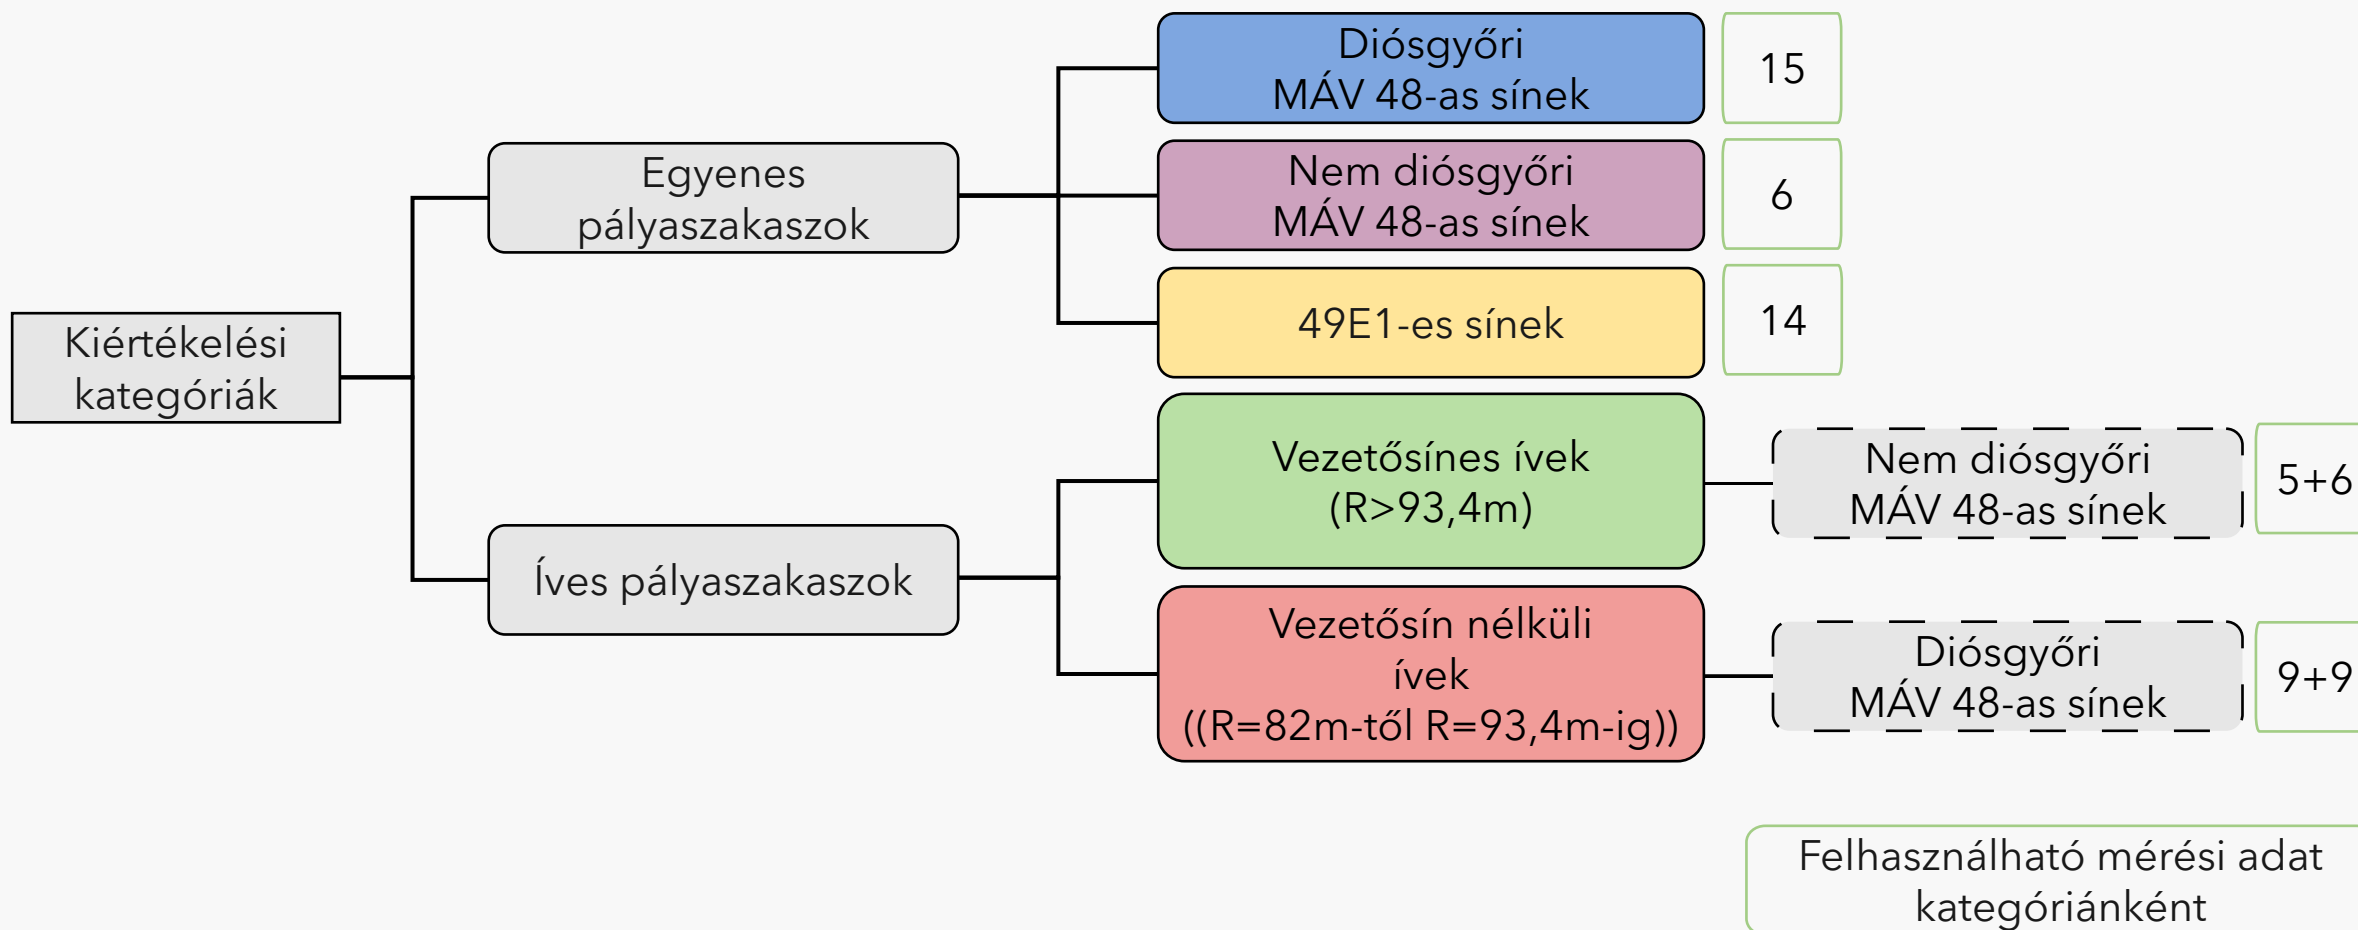 Kiértékelési
kategóriák
Egyenes
pályaszakaszok
Diósgyőri
MÁV 48-as sínek
15
Nem diósgyőri
MÁV 48-as sínek
6
49E1-es sínek
14
Íves pályaszakaszok
Vezetősínes ívek
(R>93,4m)
Nem diósgyőri
MÁV 48-as sínek
5+6
Vezetősín nélküli
ívek
((R=82m-től R=93,4m-ig))
Diósgyőri
MÁV 48-as sínek
9+9
Felhasználható mérési adat
kategóriánként